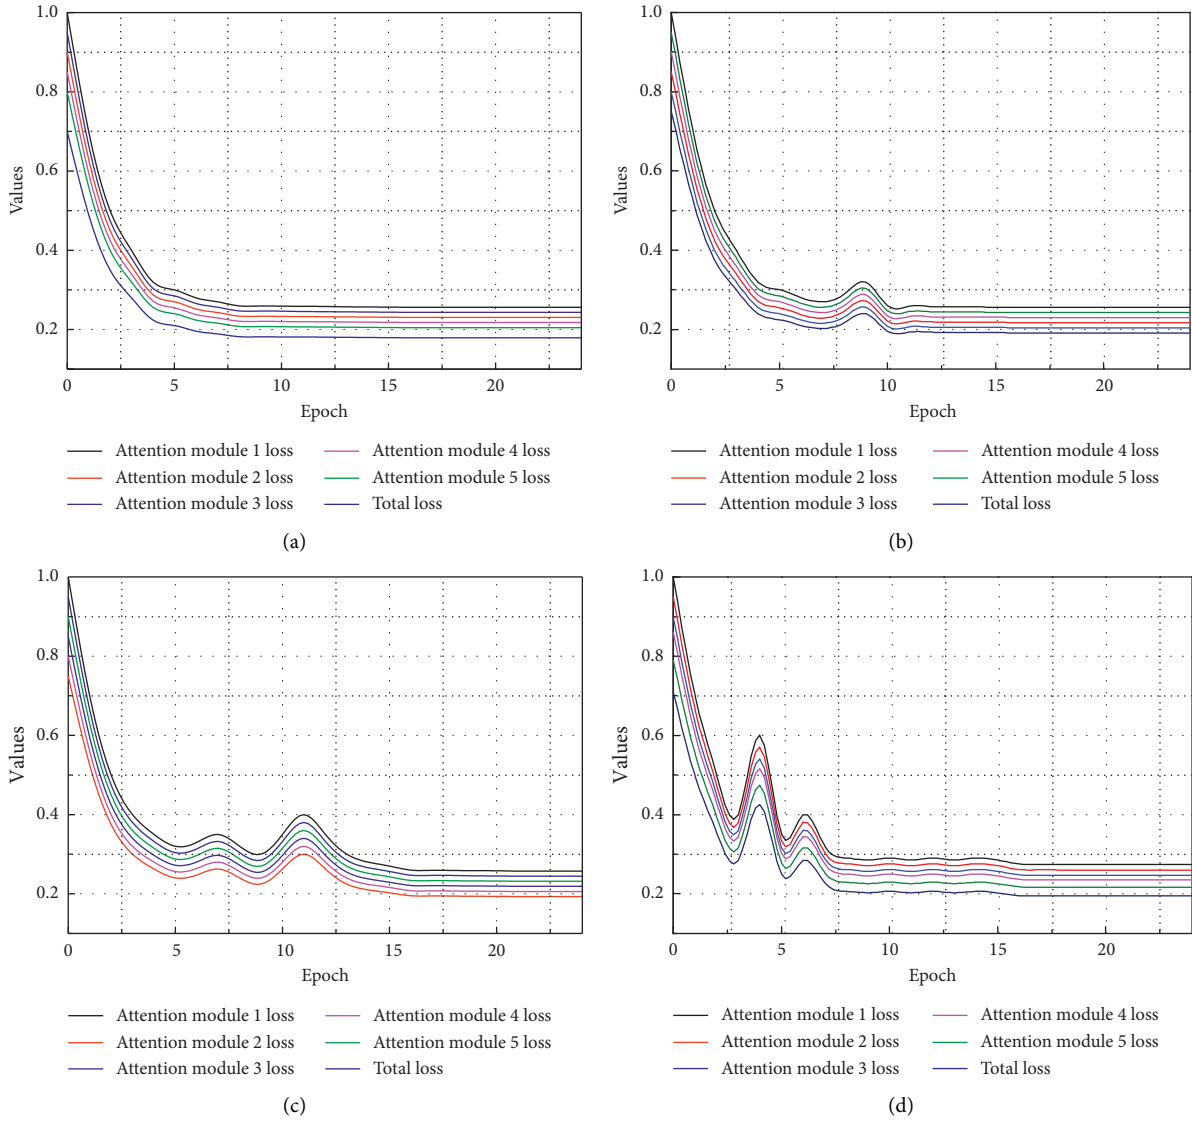 1.0
0.8
0.6
0.4
0.2
Values
0 5 10 15 20
Epoch
Attention module 1 loss
Attention module 2 loss
Attention module 3 loss
Attention module 4 loss
Attention module 5 loss
Total loss
(a)
1.0
0.8
0.6
0.4
0.2
Values
0 5 10 15 20
Epoch
Attention module 1 loss
Attention module 2 loss
Attention module 3 loss
Attention module 4 loss
Attention module 5 loss
Total loss
(b)
1.0
0.8
0.6
0.4
0.2
Values
0 5 10 15 20
Epoch
Attention module 1 loss
Attention module 2 loss
Attention module 3 loss
Attention module 4 loss
Attention module 5 loss
Total loss
(c)
1.0
0.8
0.6
0.4
0.2
Values
0 5 10 15 20
Epoch
Attention module 1 loss
Attention module 2 loss
Attention module 3 loss
Attention module 4 loss
Attention module 5 loss
Total loss
(d)